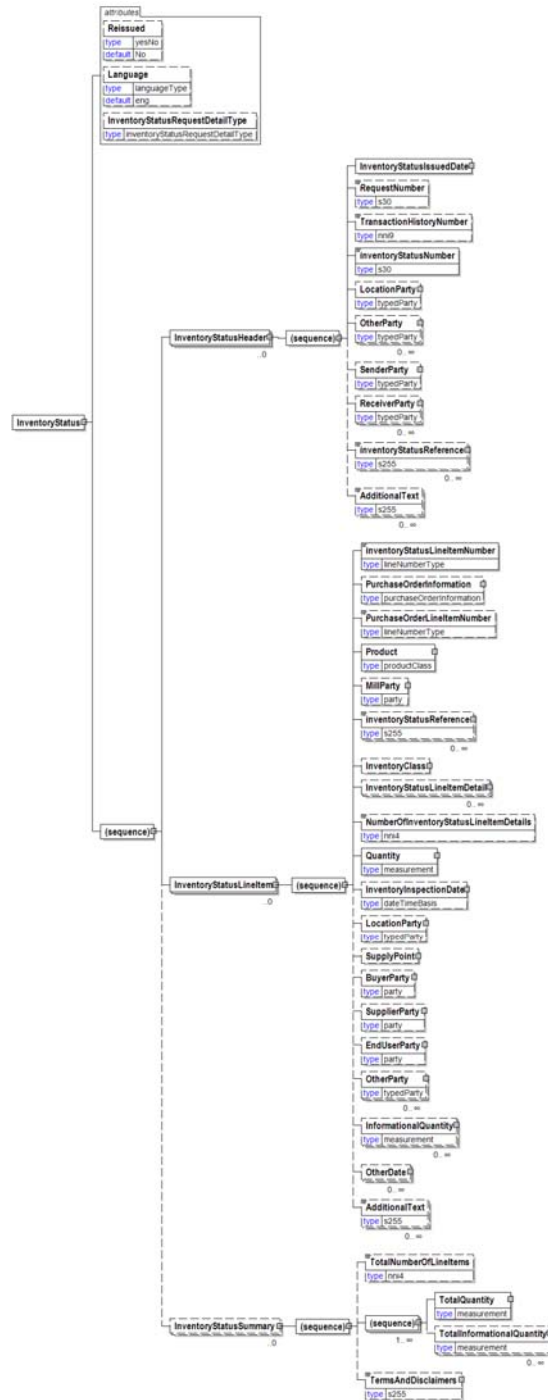 attributes
Reissued
type yesNo
default No
Language
type languageType
default eng
InventoryStatusRequestDetailType
type inventoryStatusRequestDetailType
InventoryStatus
(sequence)
InventoryStatusHeader
..0
(sequence)
InventoryStatusIssuedDate
RequestNumber
type s30
TransactionHistoryNumber
type nni9
inventoryStatusNumber
type s30
LocationParty
type typedParty
OtherParty
type typedParty
0.. ∞
SenderParty
type typedParty
ReceiverParty
type typedParty
0.. ∞
inventoryStatusReference
type s255
0.. ∞
AdditionalText
type s255
0.. ∞
InventoryStatusLineItem
..0
(sequence)
inventoryStatusLineItemNumber
type lineNumberType
PurchaseOrderInformation
type purchaseOrderInformation
PurchaseOrderLineItemNumber
type lineNumberType
Product
type productClass
MillParty
type party
inventoryStatusReference
type s255
0.. ∞
InventoryClass
InventoryStatusLineItemDetail
0.. ∞
NumberOfInventoryStatusLineItemDetails
type nni4
Quantity
type measurement
InventoryInspectionDate
type dateTimeBasis
LocationParty
type typedParty
SupplyPoint
BuyerParty
type party
SupplierParty
type party
EndUserParty
type party
OtherParty
type typedParty
0.. ∞
InformationalQuantity
type measurement
0.. ∞
OtherDate
0.. ∞
AdditionalText
type s255
0.. ∞
InventoryStatusSummary
..0
(sequence)
TotalNumberOfLineItems
type nni4
(sequence)
1.. ∞
TotalQuantity
type measurement
TotalInformationalQuantity
type measurement
0.. ∞
TermsAndDisclaimers
type s255